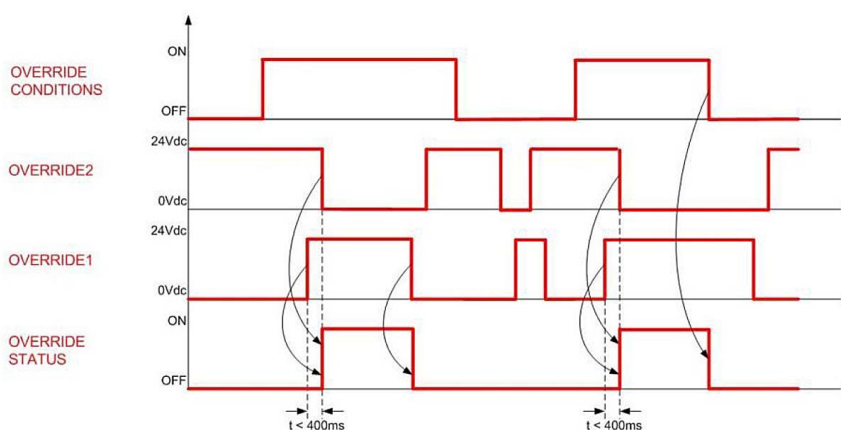 ON
OVERRIDE
CONDITIONS
OFF
24Vdc
OVERRIDE2
0Vdc
24Vdc
OVERRIDE1
0Vdc
ON
OVERRIDE
STATUS
OFF
t < 400ms
t < 400ms